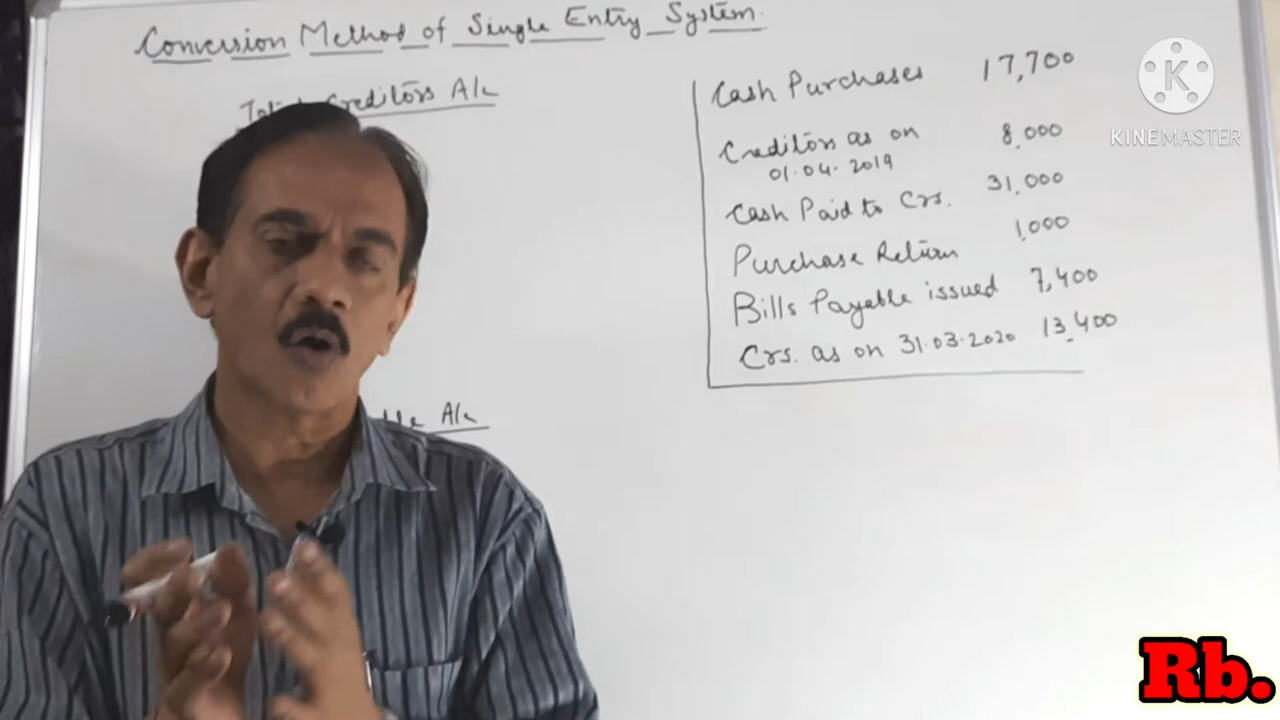 Conversion Method of Single Entry System.
Creditors A/c
Cash Purchases 17,700
Creditors as on 8,000
01.04.2019
Cash Paid to Crs. 31,000
Purchase Return 1,000
Bills Payable issued 7,400
Crs. as on 31.03.2020 13,400
A/c
K
KINEMASTER
Rb.